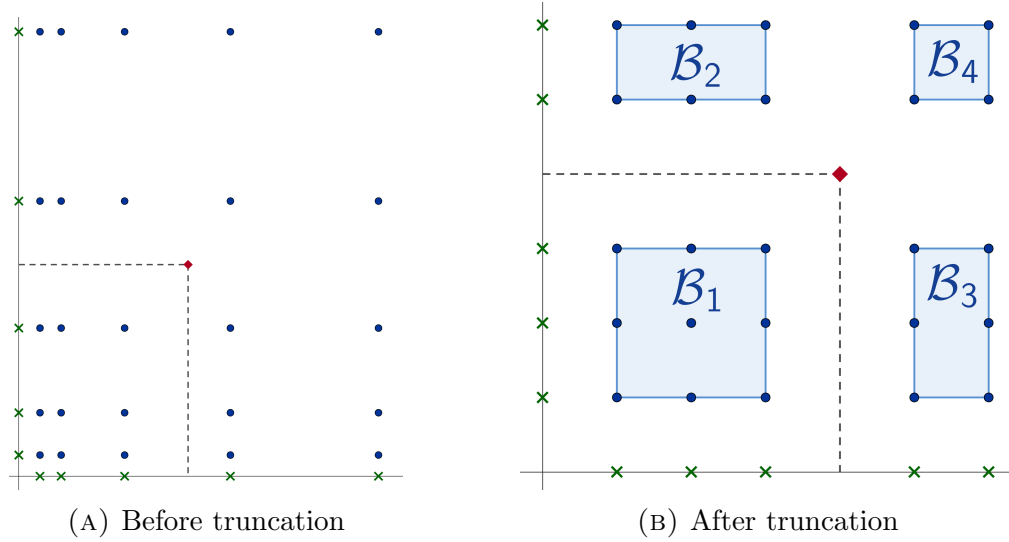 𝓑₂ 𝓑₄
𝓑₁ 𝓑₃
(A) Before truncation (B) After truncation